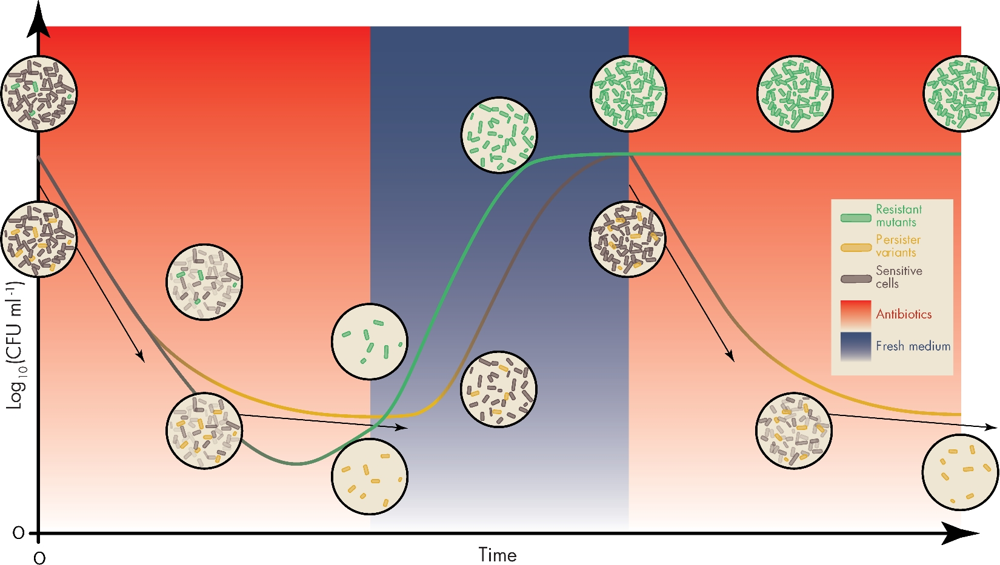 Log10(CFU ml-1)
Resistant
mutants
Persister
variants
Sensitive
cells
Antibiotics
Fresh medium
0
0
Time